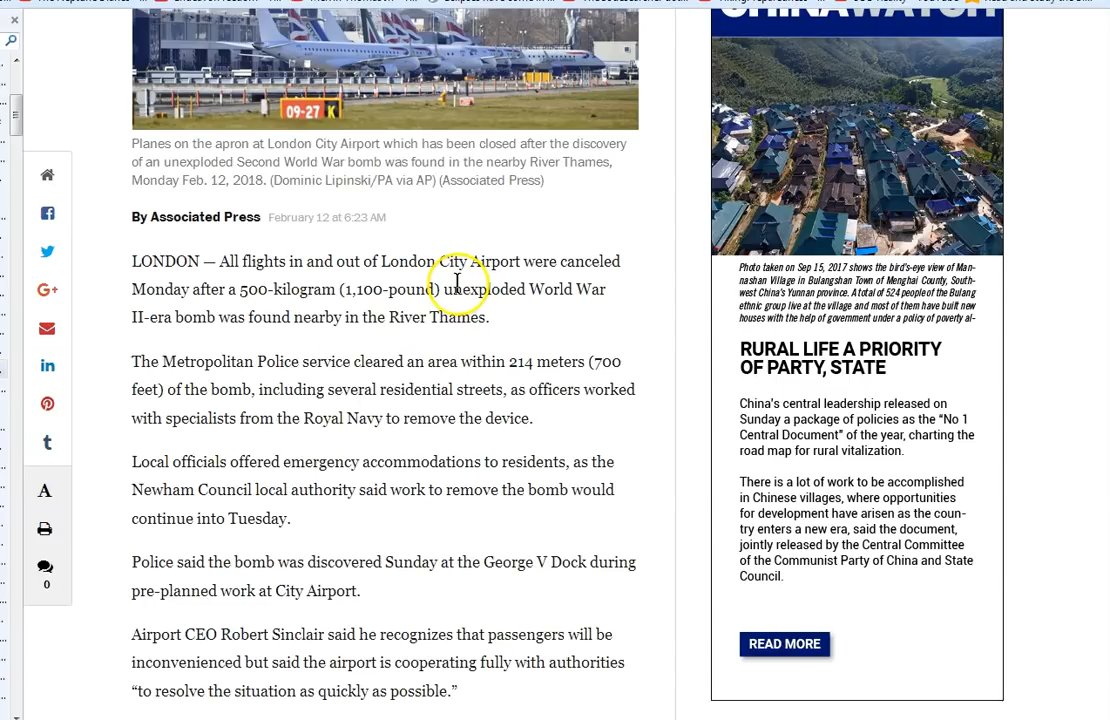 CHINAWATCH
09-27 K
Planes on the apron at London City Airport which has been closed after the discovery
of an unexploded Second World War bomb was found in the nearby River Thames,
Monday Feb. 12, 2018. (Dominic Lipinski/PA via AP) (Associated Press)
By Associated Press February 12 at 6:23 AM
LONDON — All flights in and out of London City Airport were canceled
Monday after a 500-kilogram (1,100-pound) unexploded World War
II-era bomb was found nearby in the River Thames.
The Metropolitan Police service cleared an area within 214 meters (700
feet) of the bomb, including several residential streets, as officers worked
with specialists from the Royal Navy to remove the device.
Local officials offered emergency accommodations to residents, as the
Newham Council local authority said work to remove the bomb would
continue into Tuesday.
Police said the bomb was discovered Sunday at the George V Dock during
pre-planned work at City Airport.
Airport CEO Robert Sinclair said he recognizes that passengers will be
inconvenienced but said the airport is cooperating fully with authorities
“to resolve the situation as quickly as possible.”
f
G+
in
t
A
0
Photo taken on Sep 15, 2017 shows the bird's-eye view of Man-
nashan Village in Bulangshan Town of Menghai County, South-
west China's Yunnan province. A total of 524 people of the Bulang
ethnic group live at the village and most of them have built new
houses with the help of government under a policy of poverty al-
RURAL LIFE A PRIORITY
OF PARTY, STATE
China's central leadership released on
Sunday a package of policies as the “No 1
Central Document” of the year, charting the
road map for rural vitalization.
There is a lot of work to be accomplished
in Chinese villages, where opportunities
for development have arisen as the coun-
try enters a new era, said the document,
jointly released by the Central Committee
of the Communist Party of China and State
Council.
READ MORE